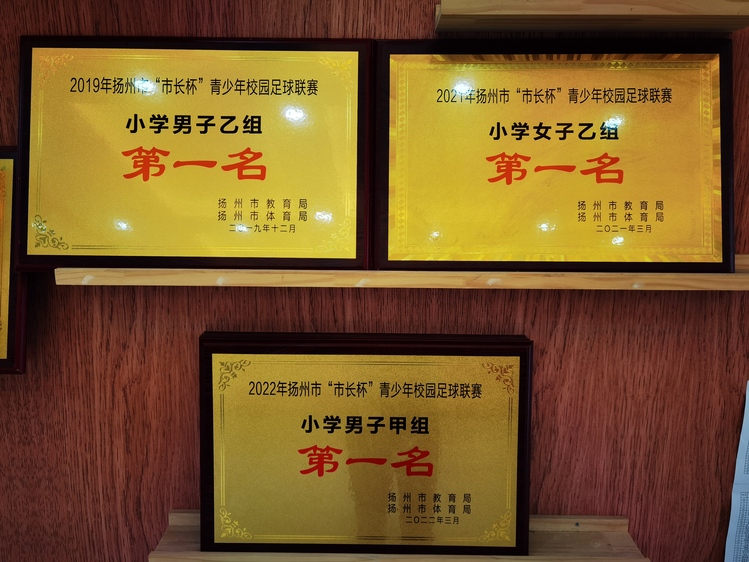 2019年扬州市“市长杯”青少年校园足球联赛
小学男子乙组
第一名
扬州市教育局
扬州市体育局
二〇一九年十二月
2021年扬州市“市长杯”青少年校园足球联赛
小学女子乙组
第一名
扬州市教育局
扬州市体育局
二〇二一年三月
2022年扬州市“市长杯”青少年校园足球联赛
小学男子甲组
第一名
扬州市教育局
扬州市体育局
二〇二二年三月